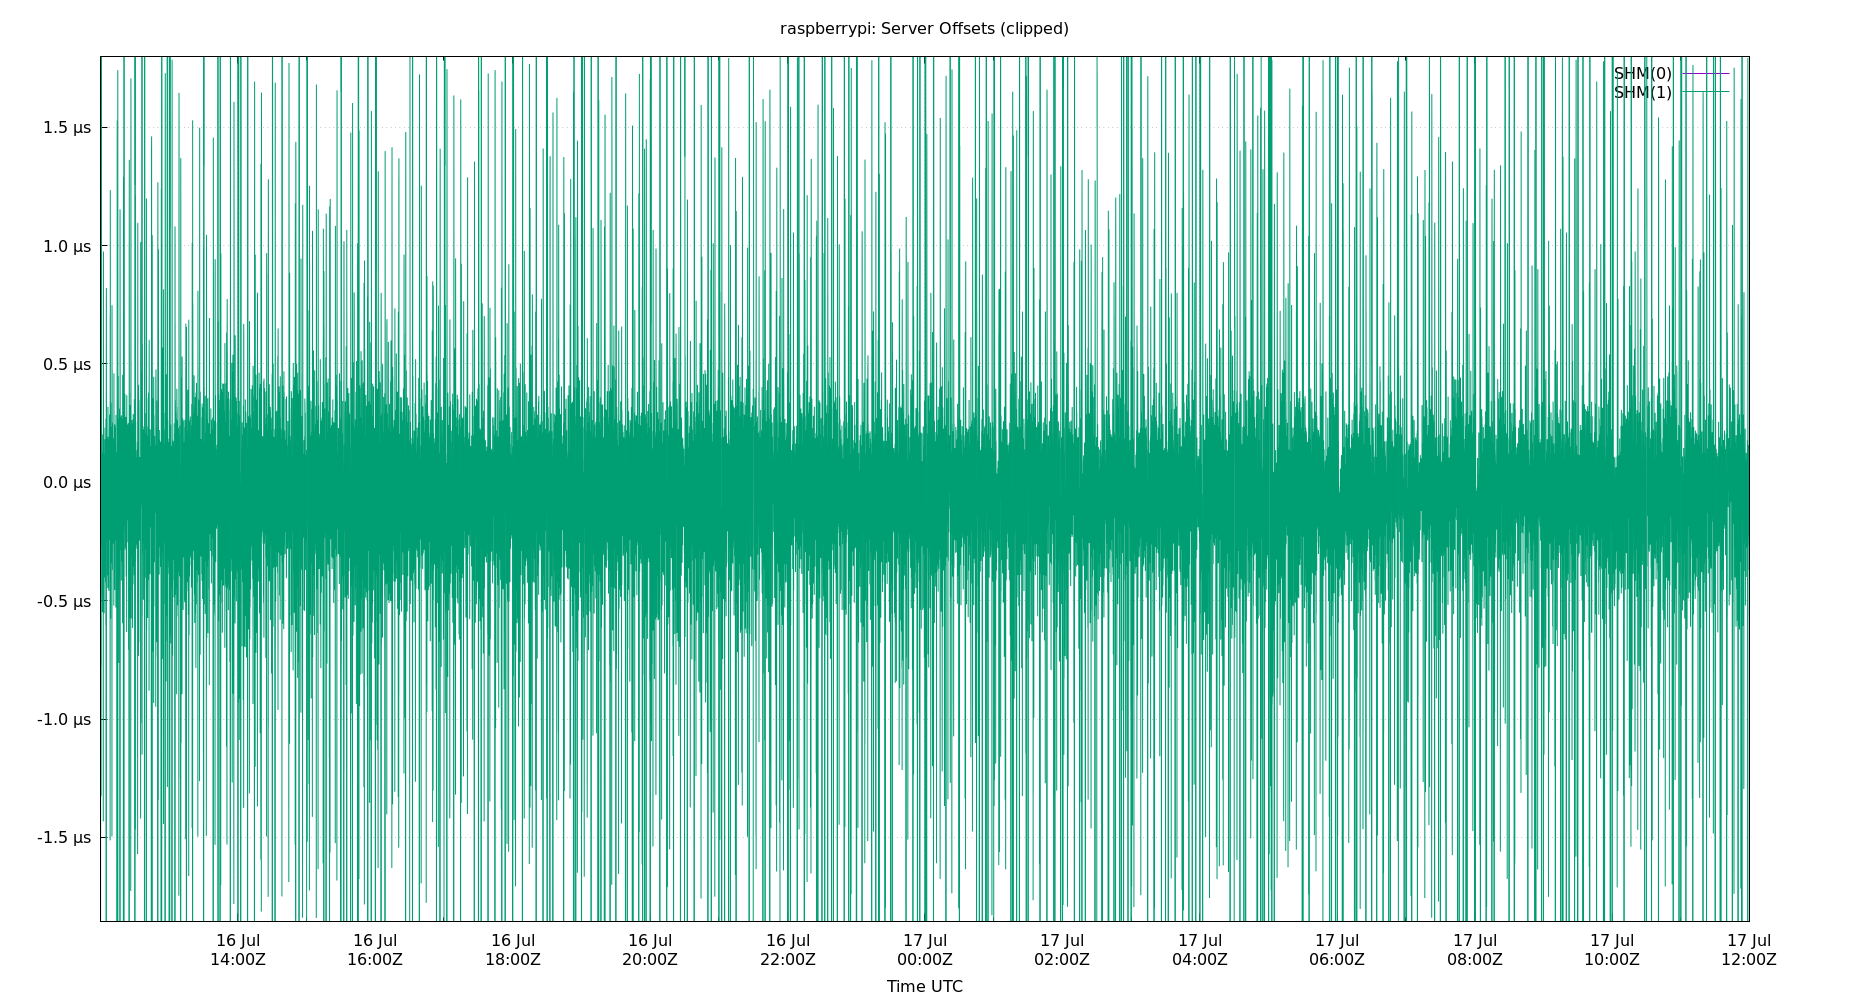 raspberrypi: Server Offsets (clipped)
SHM(0)
SHM(1)
1.5 µs
1.0 µs
0.5 µs
0.0 µs
-0.5 µs
-1.0 µs
-1.5 µs
16 Jul 16 Jul 16 Jul 16 Jul 16 Jul 17 Jul 17 Jul 17 Jul 17 Jul 17 Jul 17 Jul 17 Jul
14:00Z 16:00Z 18:00Z 20:00Z 22:00Z 00:00Z 02:00Z 04:00Z 06:00Z 08:00Z 10:00Z 12:00Z
Time UTC